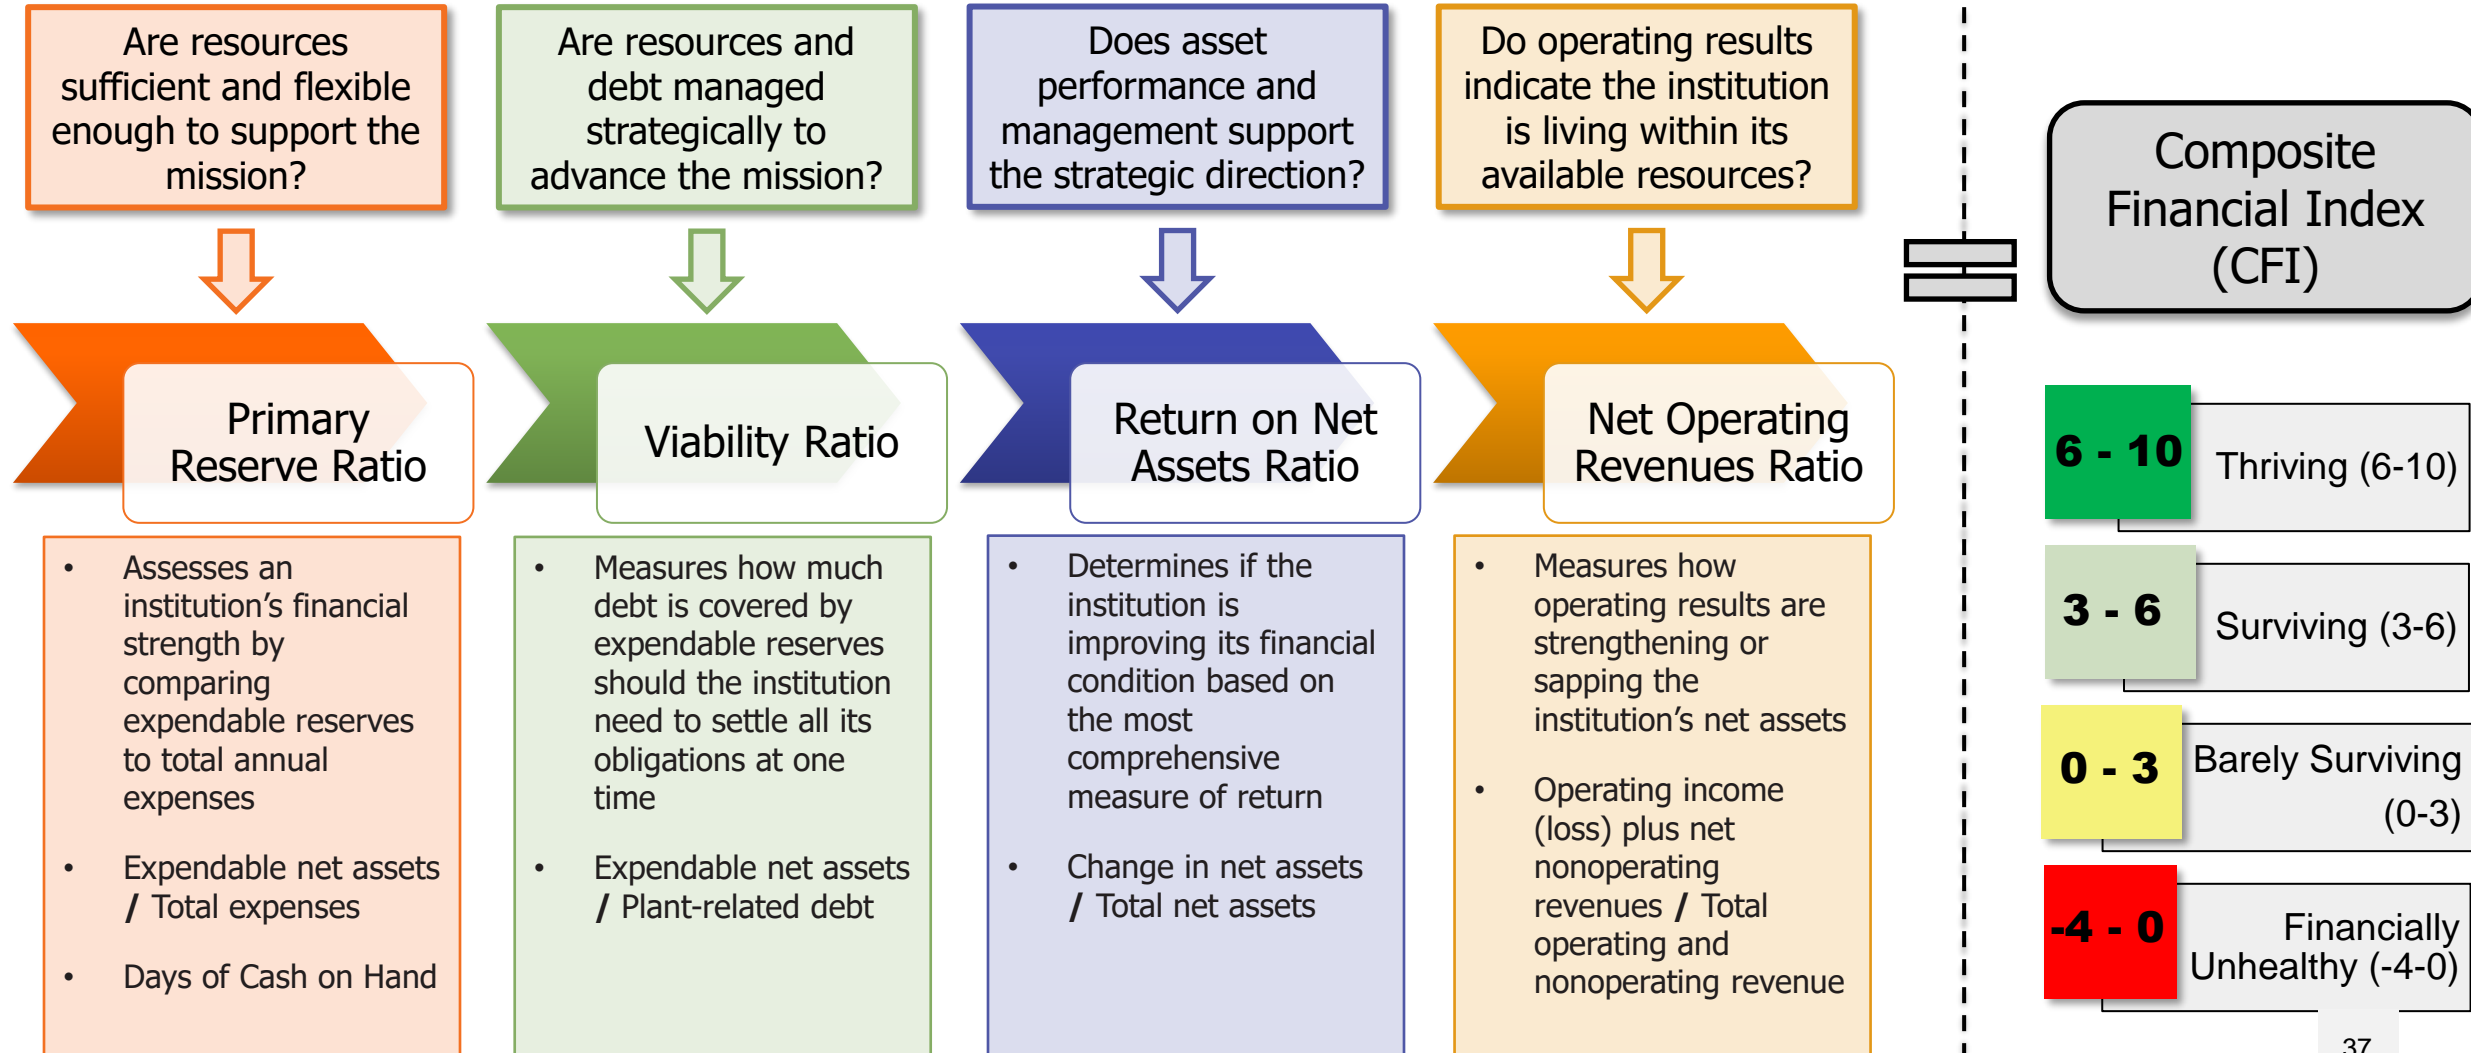 Are resources
sufficient and flexible
enough to support the
mission?
Are resources and
debt managed
strategically to
advance the mission?
Does asset
performance and
management support
the strategic direction?
Do operating results
indicate the institution
is living within its
available resources?
Composite
Financial Index
(CFI)
Primary
Reserve Ratio
Viability Ratio
Return on Net
Assets Ratio
Net Operating
Revenues Ratio
• Assesses an
institution’s financial
strength by
comparing
expendable reserves
to total annual
expenses
• Expendable net assets
/ Total expenses
• Days of Cash on Hand
• Measures how much
debt is covered by
expendable reserves
should the institution
need to settle all its
obligations at one
time
• Expendable net assets
/ Plant-related debt
• Determines if the
institution is
improving its financial
condition based on
the most
comprehensive
measure of return
• Change in net assets
/ Total net assets
• Measures how
operating results are
strengthening or
sapping the
institution’s net assets
• Operating income
(loss) plus net
nonoperating
revenues / Total
operating and
nonoperating revenue
6 - 10
Thriving (6-10)
3 - 6
Surviving (3-6)
0 - 3
Barely Surviving
(0-3)
-4 - 0
Financially
Unhealthy (-4-0)
37